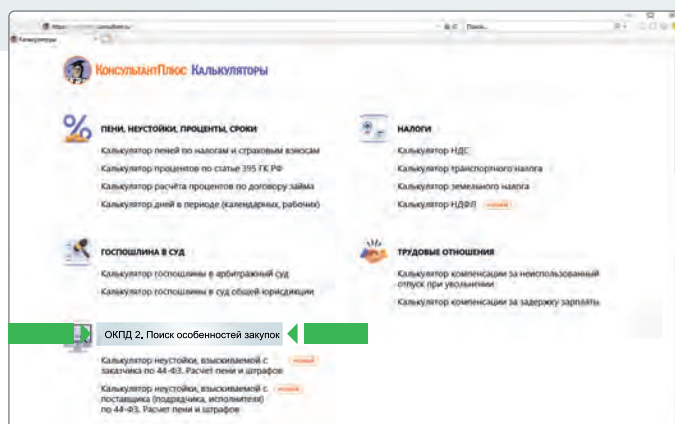 Поиск...
Калькуляторы
КонсультантПлюс Калькуляторы
ПЕНИ, НЕУСТОЙКИ, ПРОЦЕНТЫ, СРОКИ
Калькулятор пеней по налогам и страховым взносам
Калькулятор процентов по статье 395 ГК РФ
Калькулятор расчёта процентов по договору займа
Калькулятор дней в периоде (календарных, рабочих)
НАЛОГИ
Калькулятор НДС
Калькулятор транспортного налога
Калькулятор земельного налога
Калькулятор НДФЛ новый
ГОСПОШЛИНА В СУД
Калькулятор госпошлины в арбитражный суд
Калькулятор госпошлины в суд общей юрисдикции
ТРУДОВЫЕ ОТНОШЕНИЯ
Калькулятор компенсации за неиспользованный
отпуск при увольнении
Калькулятор компенсации за задержку зарплаты
ОКПД 2. Поиск особенностей закупок
Калькулятор неустойки, взыскиваемой с новый
заказчика по 44-ФЗ. Расчет пени и штрафов
Калькулятор неустойки, взыскиваемой с новый
поставщика (подрядчика, исполнителя)
по 44-ФЗ. Расчет пени и штрафов